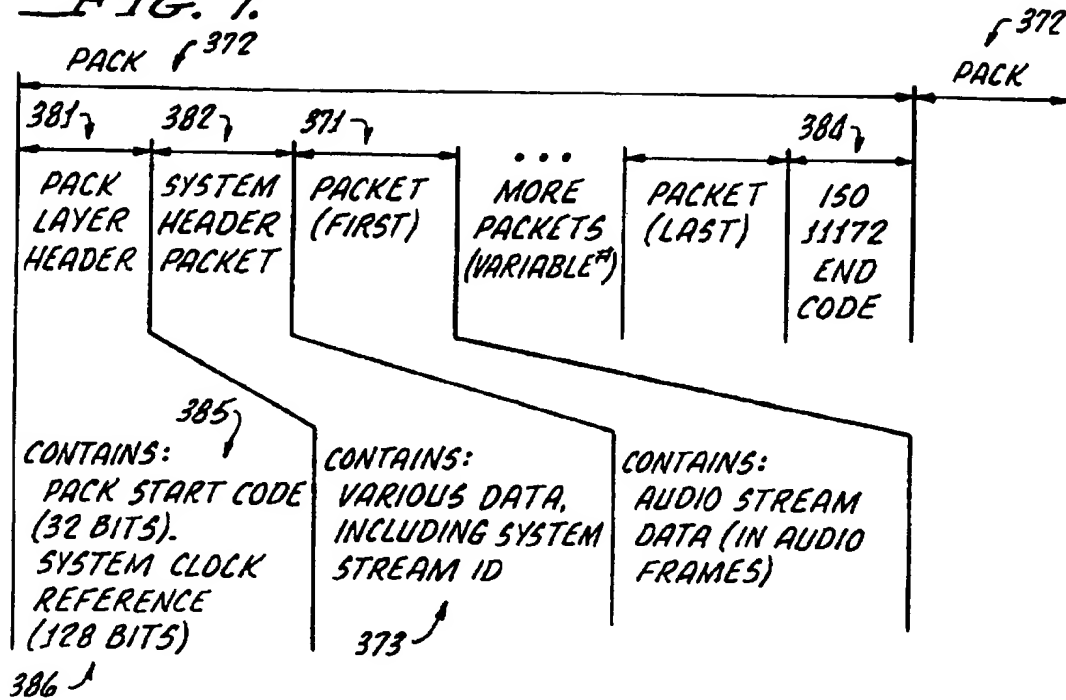 FIG. 7.
372
PACK
372
PACK
381
382
371
384
PACK
LAYER
HEADER
SYSTEM
HEADER
PACKET
PACKET
(FIRST)
•••
MORE
PACKETS
(VARIABLE#)
PACKET
(LAST)
ISO
11172
END
CODE
385
CONTAINS:
PACK START CODE
(32 BITS).
SYSTEM CLOCK
REFERENCE
(128 BITS)
386
CONTAINS:
VARIOUS DATA,
INCLUDING SYSTEM
STREAM ID
373
CONTAINS:
AUDIO STREAM
DATA (IN AUDIO
FRAMES)